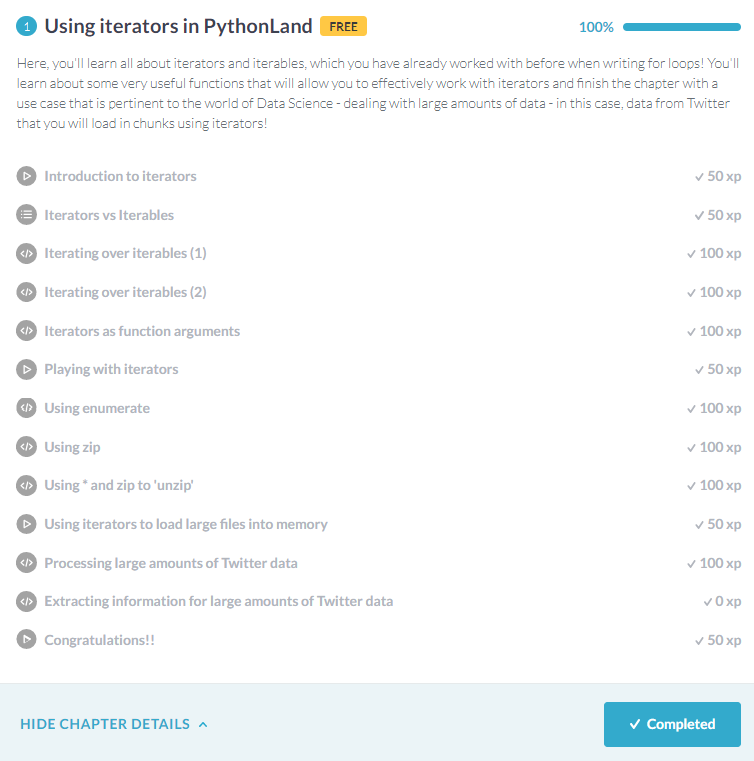 1 Using iterators in PythonLand FREE 100%
Here, you'll learn all about iterators and iterables, which you have already worked with before when writing for loops! You'll
learn about some very useful functions that will allow you to effectively work with iterators and finish the chapter with a
use case that is pertinent to the world of Data Science - dealing with large amounts of data - in this case, data from Twitter
that you will load in chunks using iterators!
Introduction to iterators 50 xp
Iterators vs Iterables 50 xp
Iterating over iterables (1) 100 xp
Iterating over iterables (2) 100 xp
Iterators as function arguments 100 xp
Playing with iterators 50 xp
Using enumerate 100 xp
Using zip 100 xp
Using * and zip to 'unzip' 100 xp
Using iterators to load large files into memory 50 xp
Processing large amounts of Twitter data 100 xp
Extracting information for large amounts of Twitter data 0 xp
Congratulations!! 50 xp
HIDE CHAPTER DETAILS Completed